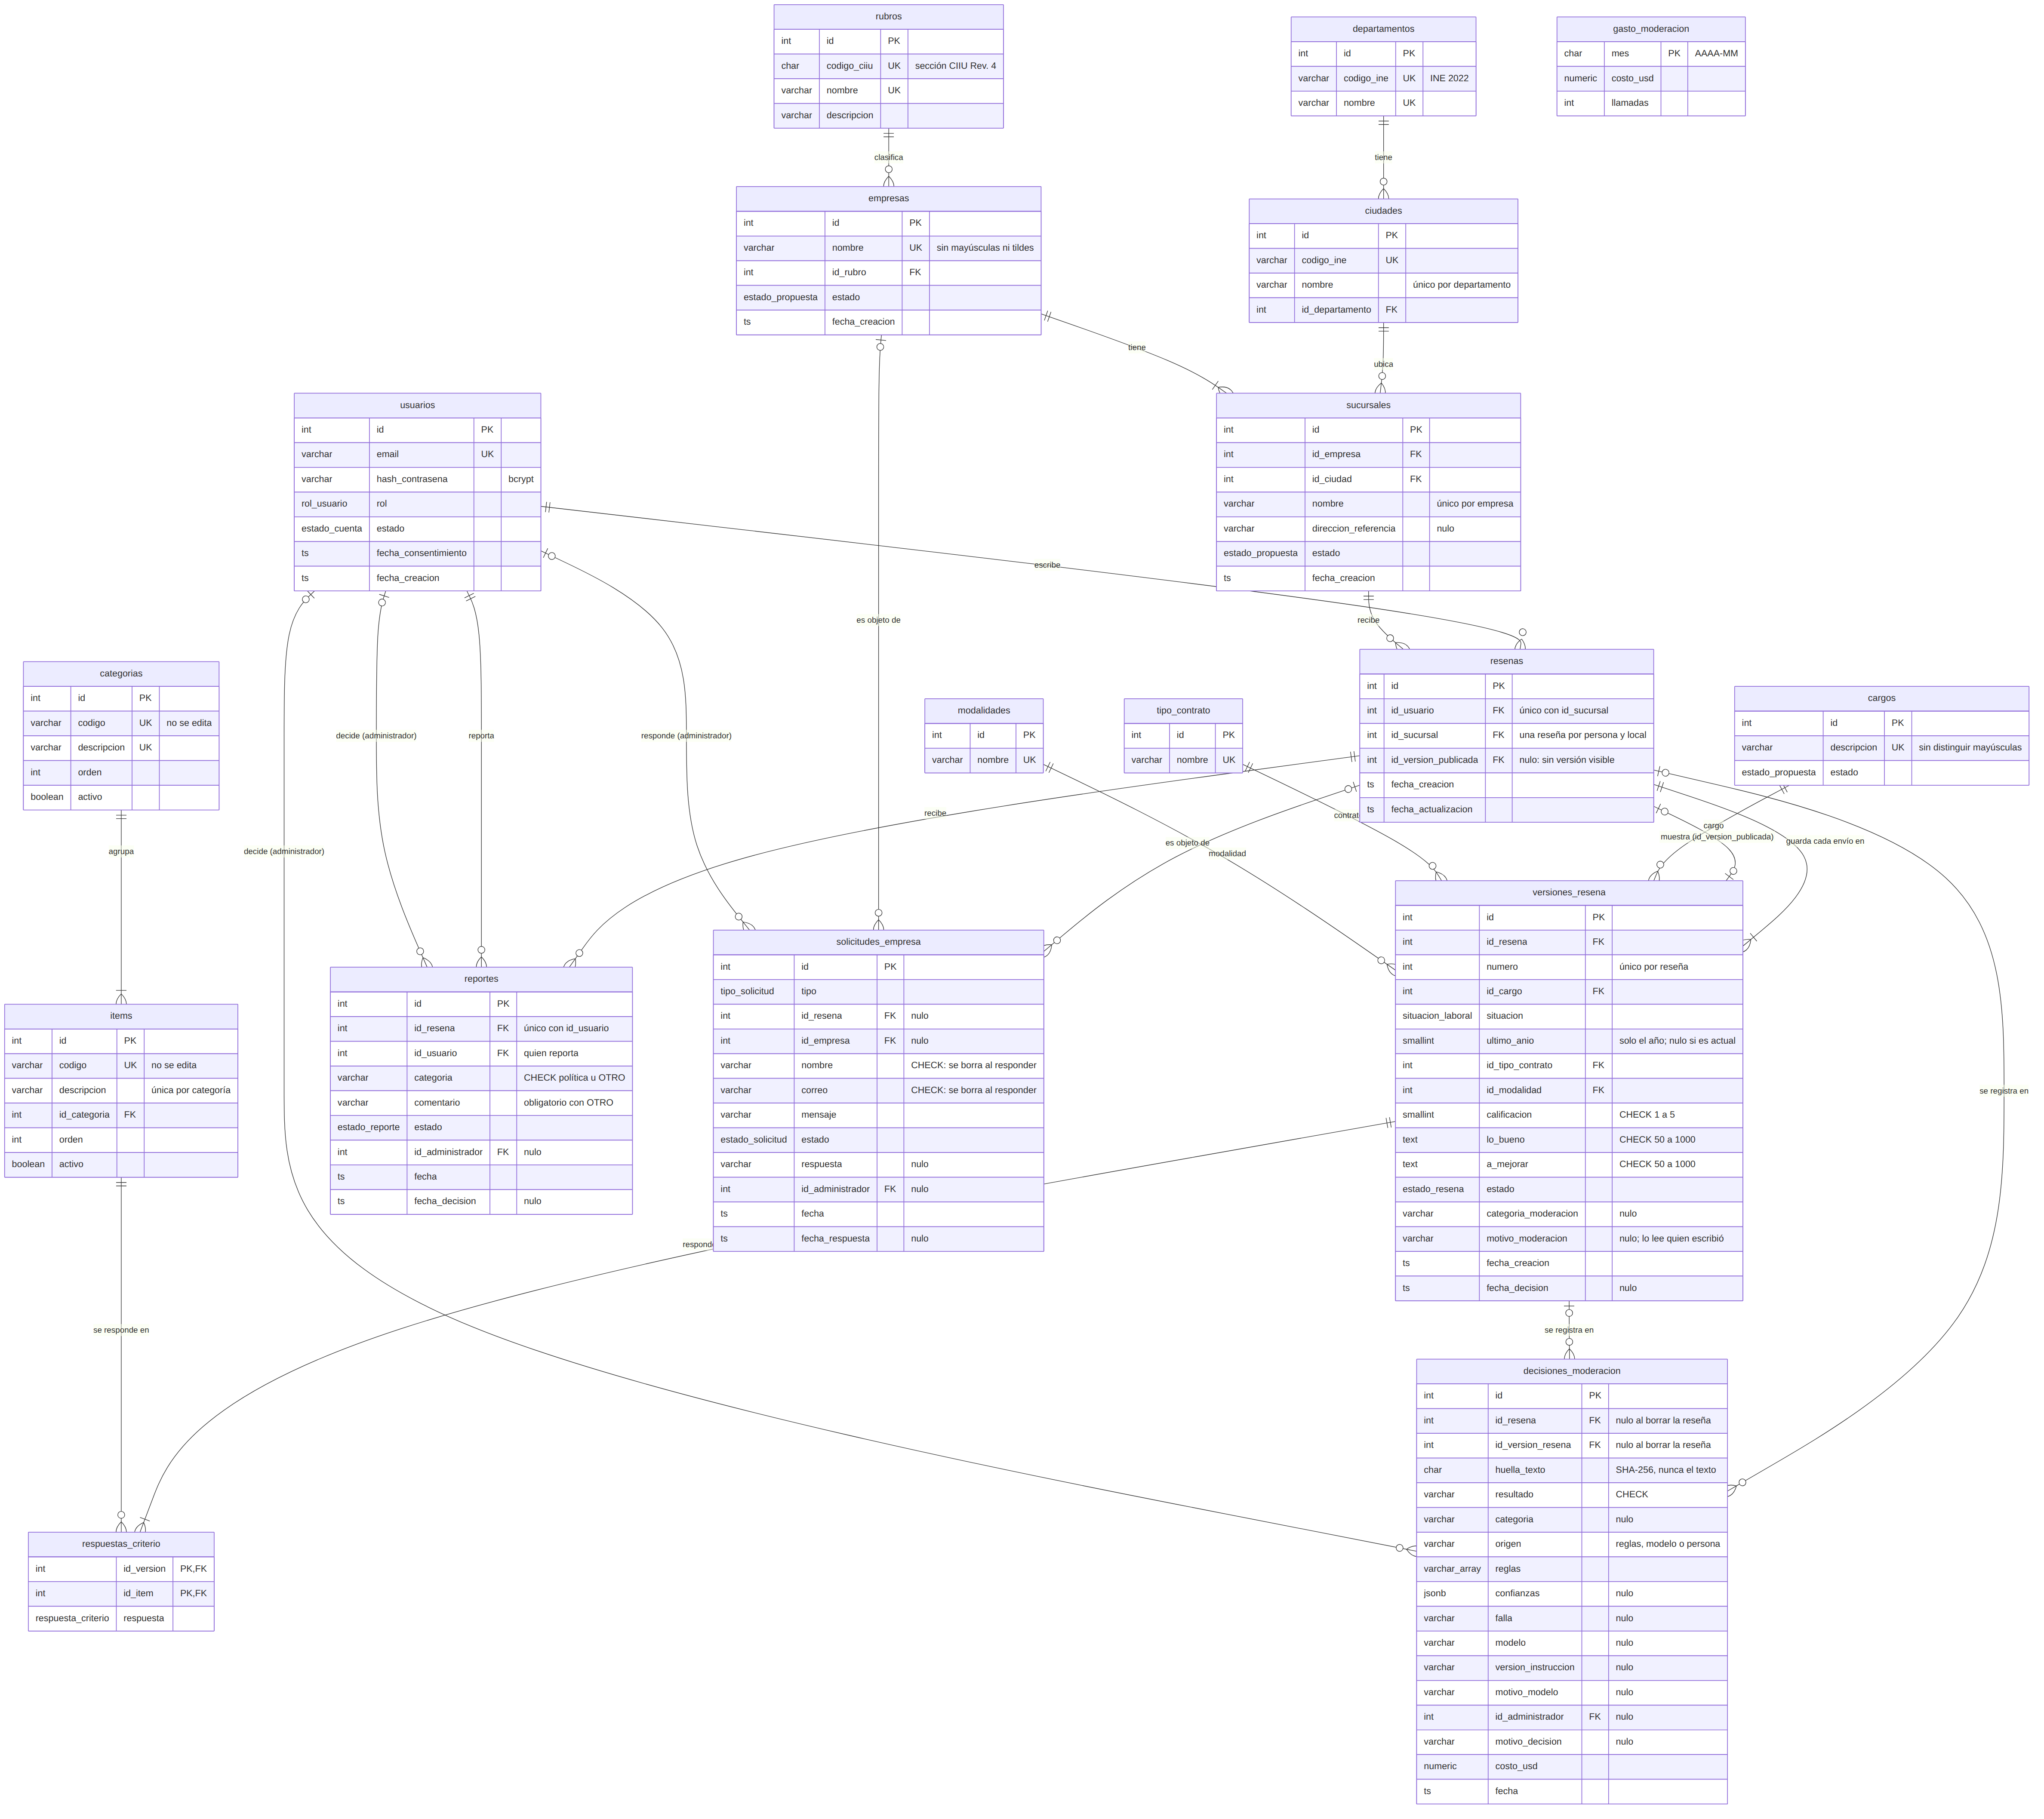 rubros
int id PK
char codigo_ciiu UK sección CIIU Rev. 4
varchar nombre UK
varchar descripcion
departamentos
int id PK
varchar codigo_ine UK INE 2022
varchar nombre UK
gasto_moderacion
char mes PK AAAA-MM
numeric costo_usd
int llamadas
clasifica
tiene
empresas
int id PK
varchar nombre UK sin mayúsculas ni tildes
int id_rubro FK
estado_propuesta estado
ts fecha_creacion
ciudades
int id PK
varchar codigo_ine UK
varchar nombre único por departamento
int id_departamento FK
tiene
ubica
usuarios
int id PK
varchar email UK
varchar hash_contrasena bcrypt
rol_usuario rol
estado_cuenta estado
ts fecha_consentimiento
ts fecha_creacion
sucursales
int id PK
int id_empresa FK
int id_ciudad FK
varchar nombre único por empresa
varchar direccion_referencia nulo
estado_propuesta estado
ts fecha_creacion
escribe
es objeto de
recibe
categorias
int id PK
varchar codigo UK no se edita
varchar descripcion UK
int orden
boolean activo
decide (administrador)
reporta
responde (administrador)
modalidades
int id PK
varchar nombre UK
tipo_contrato
int id PK
varchar nombre UK
resenas
int id PK
int id_usuario FK único con id_sucursal
int id_sucursal FK una reseña por persona y local
int id_version_publicada FK nulo: sin versión visible
ts fecha_creacion
ts fecha_actualizacion
cargos
int id PK
varchar descripcion UK sin distinguir mayúsculas
estado_propuesta estado
agrupa
decide (administrador)
recibe
contrat
es objeto de
modalidad
cargo
muestra (id_version_publicada)
guarda cada envío en
versiones_resena
int id PK
int id_resena FK
int numero único por reseña
int id_cargo FK
situacion_laboral situacion
smallint ultimo_anio solo el año; nulo si es actual
int id_tipo_contrato FK
int id_modalidad FK
smallint calificacion CHECK 1 a 5
text lo_bueno CHECK 50 a 1000
text a_mejorar CHECK 50 a 1000
estado_resena estado
varchar categoria_moderacion nulo
varchar motivo_moderacion nulo; lo lee quien escribió
ts fecha_creacion
ts fecha_decision nulo
solicitudes_empresa
int id PK
tipo_solicitud tipo
int id_resena FK nulo
int id_empresa FK nulo
varchar nombre CHECK: se borra al responder
varchar correo CHECK: se borra al responder
varchar mensaje
estado_solicitud estado
varchar respuesta nulo
int id_administrador FK nulo
ts fecha
ts fecha_respuesta nulo
reportes
int id PK
int id_resena FK único con id_usuario
int id_usuario FK quien reporta
varchar categoria CHECK política u OTRO
varchar comentario obligatorio con OTRO
estado_reporte estado
int id_administrador FK nulo
ts fecha
ts fecha_decision nulo
items
int id PK
varchar codigo UK no se edita
varchar descripcion única por categoría
int id_categoria FK
int orden
boolean activo
se registra en
respond
se responde en
se registra en
decisiones_moderacion
int id PK
int id_resena FK nulo al borrar la reseña
int id_version_resena FK nulo al borrar la reseña
char huella_texto SHA-256, nunca el texto
varchar resultado CHECK
varchar categoria nulo
varchar origen reglas, modelo o persona
varchar_array reglas
jsonb confianzas nulo
varchar falla nulo
varchar modelo nulo
varchar version_instruccion nulo
varchar motivo_modelo nulo
int id_administrador FK nulo
varchar motivo_decision nulo
numeric costo_usd
ts fecha
respuestas_criterio
int id_version PK,FK
int id_item PK,FK
respuesta_criterio respuesta